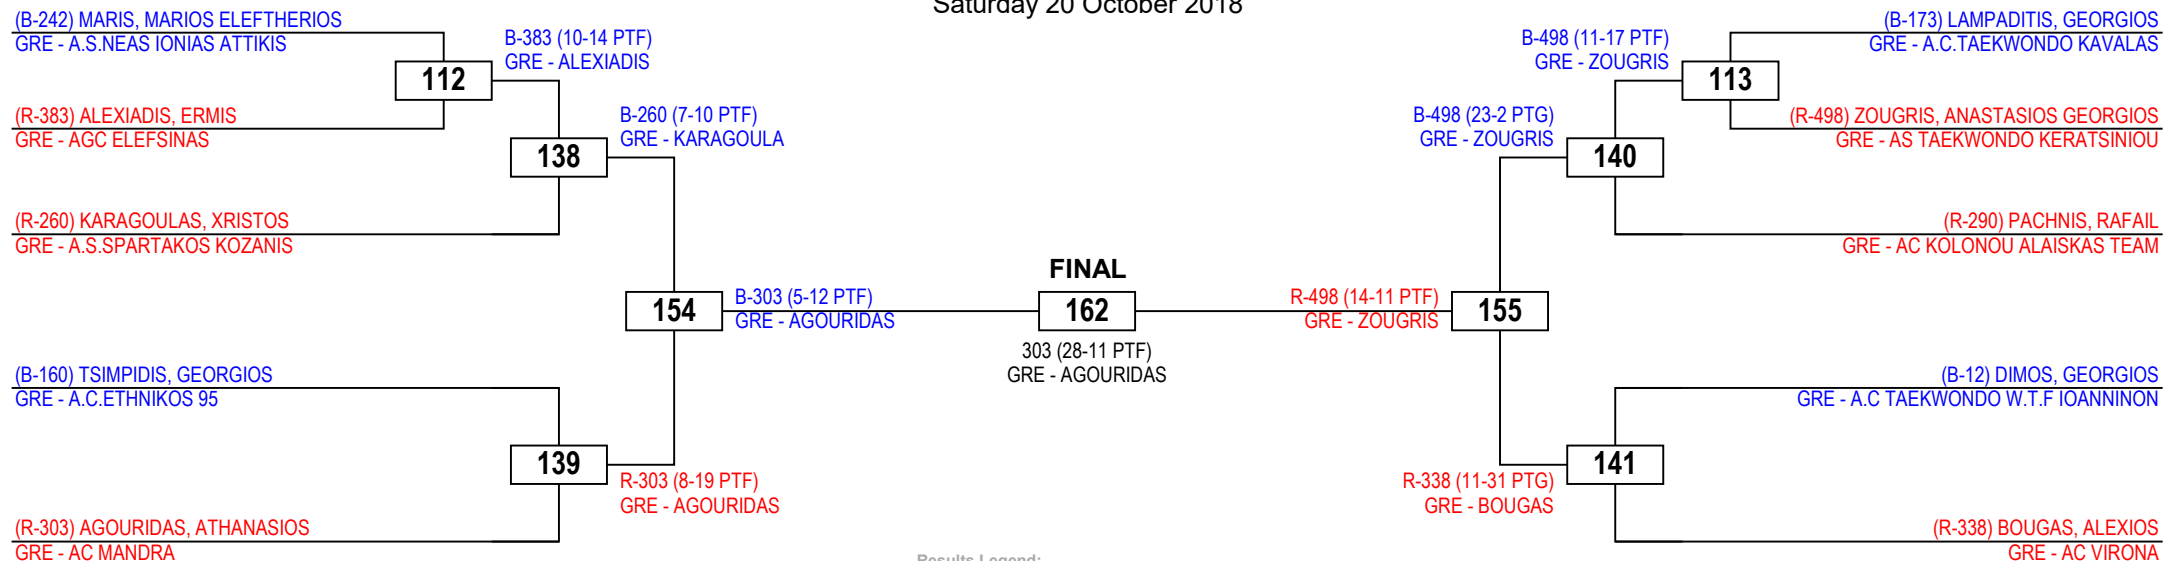 Saturday 20 October 2018
(B-242) MARIS, MARIOS ELEFTHERIOS
GRE - A.S.NEAS IONIAS ATTIKIS
112
B-383 (10-14 PTF)
GRE - ALEXIADIS
(R-383) ALEXIADIS, ERMIS
GRE - AGC ELEFSINAS
138
B-260 (7-10 PTF)
GRE - KARAGOULA
(R-260) KARAGOULAS, XRISTOS
GRE - A.S.SPARTAKOS KOZANIS
154
B-303 (5-12 PTF)
GRE - AGOURIDAS
(B-160) TSIMPIDIS, GEORGIOS
GRE - A.C.ETHNIKOS 95
139
R-303 (8-19 PTF)
GRE - AGOURIDAS
(R-303) AGOURIDAS, ATHANASIOS
GRE - AC MANDRA
FINAL
162
303 (28-11 PTF)
GRE - AGOURIDAS
(B-173) LAMPADITIS, GEORGIOS
GRE - A.C.TAEKWONDO KAVALAS
B-498 (11-17 PTF)
GRE - ZOUGRIS
113
(R-498) ZOUGRIS, ANASTASIOS GEORGIOS
GRE - AS TAEKWONDO KERATSINIOU
B-498 (23-2 PTG)
GRE - ZOUGRIS
140
(R-290) PACHNIS, RAFAIL
GRE - AC KOLONOU ALAISKAS TEAM
R-498 (14-11 PTF)
GRE - ZOUGRIS
155
(B-12) DIMOS, GEORGIOS
GRE - A.C TAEKWONDO W.T.F IOANNINON
141
R-338 (11-31 PTG)
GRE - BOUGAS
(R-338) BOUGAS, ALEXIOS
GRE - AC VIRONA
Results Legend: